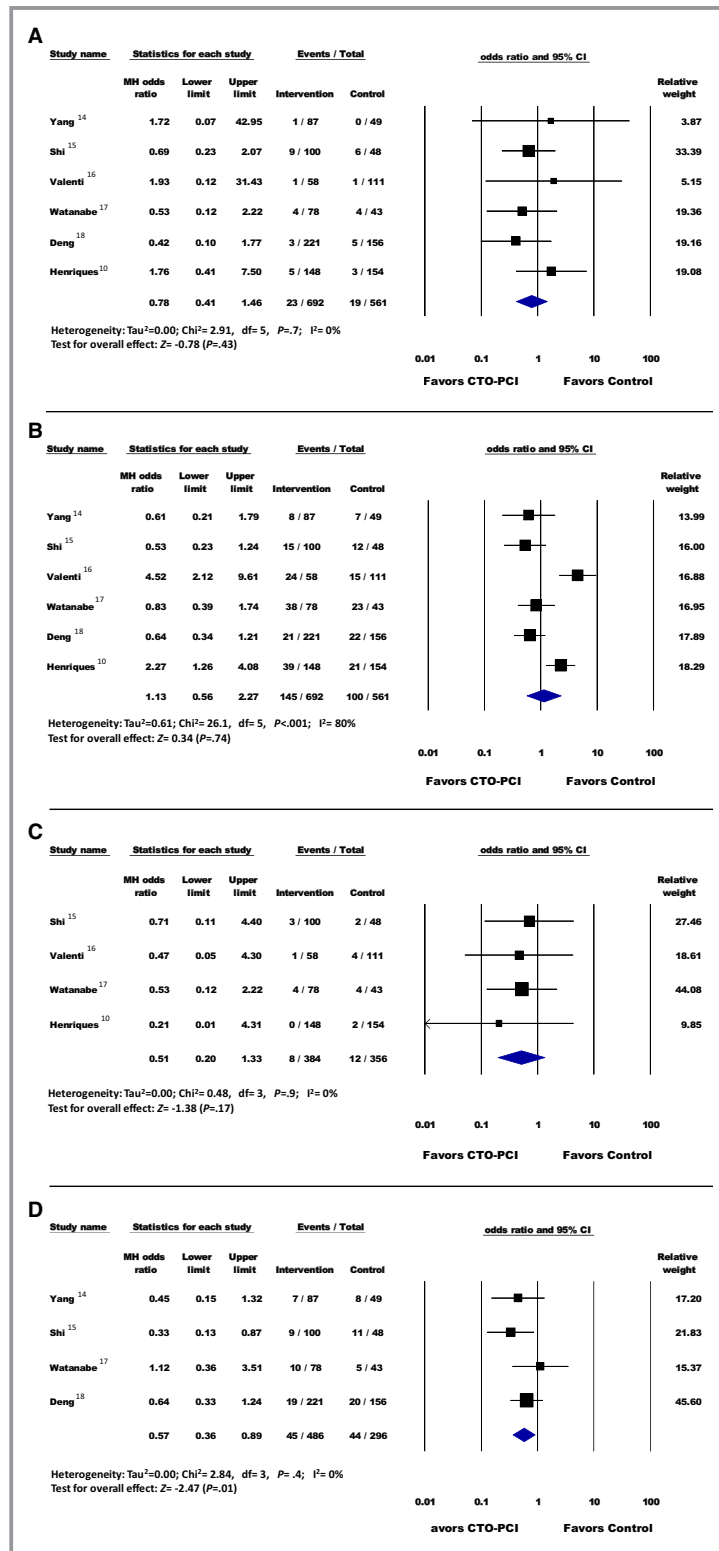 A
Study name Statistics for each study Events / Total odds ratio and 95% CI
MH odds ratio Lower limit Upper limit Intervention Control Relative weight
Yang 14 1.72 0.07 42.95 1 / 87 0 / 49 3.87
Shi 15 0.69 0.23 2.07 9 / 100 6 / 48 33.39
Valenti 16 1.93 0.12 31.43 1 / 58 1 / 111 5.15
Watanabe 17 0.53 0.12 2.22 4 / 78 4 / 43 19.36
Deng 18 0.42 0.10 1.77 3 / 221 5 / 156 19.16
Henriques 10 1.76 0.41 7.50 5 / 148 3 / 154 19.08
0.78 0.41 1.46 23 / 692 19 / 561
Heterogeneity: Tau²=0.00; Chi²= 2.91, df= 5, P=.7; I²= 0%
Test for overall effect: Z= -0.78 (P=.43)
0.01 0.1 1 10 100
Favors CTO-PCI Favors Control
B
Study name Statistics for each study Events / Total odds ratio and 95% CI
MH odds ratio Lower limit Upper limit Intervention Control Relative weight
Yang 14 0.61 0.21 1.79 8 / 87 7 / 49 13.99
Shi 15 0.53 0.23 1.24 15 / 100 12 / 48 16.00
Valenti 16 4.52 2.12 9.61 24 / 58 15 / 111 16.88
Watanabe 17 0.83 0.39 1.74 38 / 78 23 / 43 16.95
Deng 18 0.64 0.34 1.21 21 / 221 22 / 156 17.89
Henriques 10 2.27 1.26 4.08 39 / 148 21 / 154 18.29
1.13 0.56 2.27 145 / 692 100 / 561
Heterogeneity: Tau²=0.61; Chi²= 26.1, df= 5, P<.001; I²= 80%
Test for overall effect: Z= 0.34 (P=.74)
0.01 0.1 1 10 100
Favors CTO-PCI Favors Control
C
Study name Statistics for each study Events / Total odds ratio and 95% CI
MH odds ratio Lower limit Upper limit Intervention Control Relative weight
Shi 15 0.71 0.11 4.40 3 / 100 2 / 48 27.46
Valenti 16 0.47 0.05 4.30 1 / 58 4 / 111 18.61
Watanabe 17 0.53 0.12 2.22 4 / 78 4 / 43 44.08
Henriques 10 0.21 0.01 4.31 0 / 148 2 / 154 9.85
0.51 0.20 1.33 8 / 384 12 / 356
Heterogeneity: Tau²=0.00; Chi²= 0.48, df= 3, P=.9; I²= 0%
Test for overall effect: Z= -1.38 (P=.17)
0.01 0.1 1 10 100
Favors CTO-PCI Favors Control
D
Study name Statistics for each study Events / Total odds ratio and 95% CI
MH odds ratio Lower limit Upper limit Intervention Control Relative weight
Yang 14 0.45 0.15 1.32 7 / 87 8 / 49 17.20
Shi 15 0.33 0.13 0.87 9 / 100 11 / 48 21.83
Watanabe 17 1.12 0.36 3.51 10 / 78 5 / 43 15.37
Deng 18 0.64 0.33 1.24 19 / 221 20 / 156 45.60
0.57 0.36 0.89 45 / 486 44 / 296
Heterogeneity: Tau²=0.00; Chi²= 2.84, df= 3, P= .4; I²= 0%
Test for overall effect: Z= -2.47 (P=.01)
0.01 0.1 1 10 100
avors CTO-PCI Favors Control